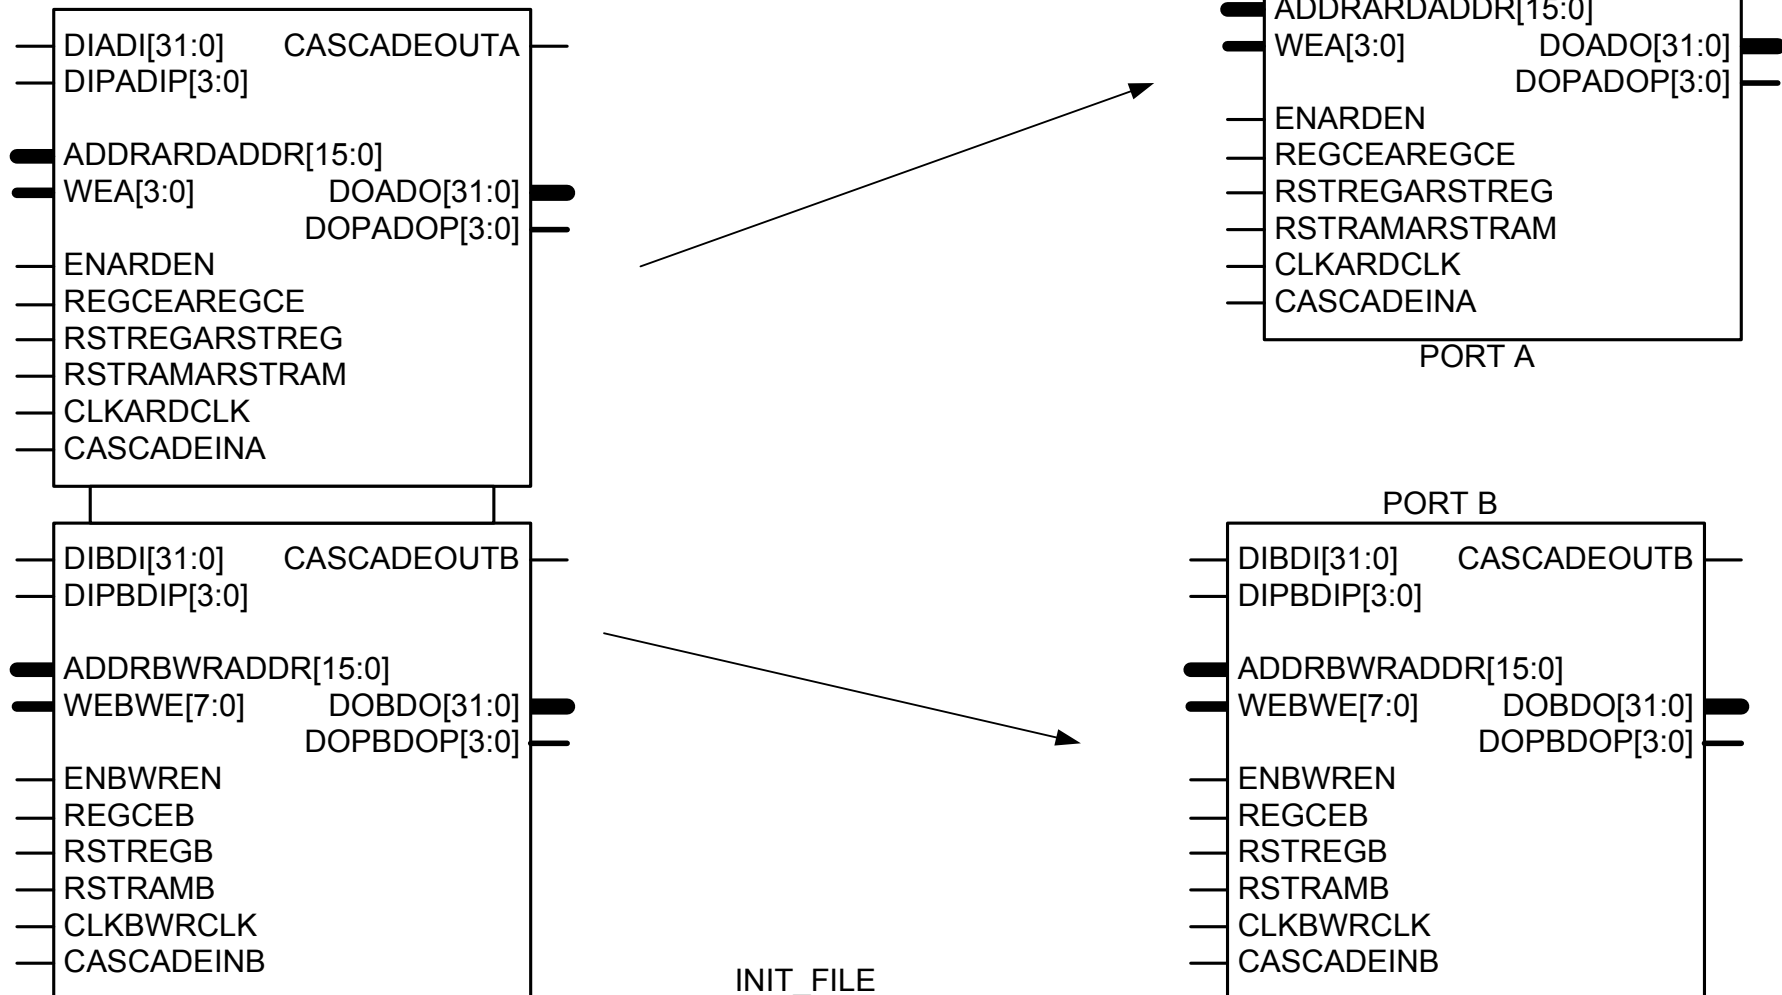 DIADI[31:0] CASCADEOUTA
DIPADIP[3:0]
ADDRARDADDR[15:0]
WEA[3:0] DOADO[31:0]
DOPADOP[3:0]
ENARDEN
REGCEAREGCE
RSTREGARSTREG
RSTRAMARSTRAM
CLKARDCLK
CASCADEINA
DIBDI[31:0] CASCADEOUTB
DIPBDIP[3:0]
ADDRBWRADDR[15:0]
WEBWE[7:0] DOBDO[31:0]
DOPBDOP[3:0]
ENBWREN
REGCEB
RSTREGB
RSTRAMB
CLKBWRCLK
CASCADEINB
INIT_FILE
ADDRARDADDR[15:0]
WEA[3:0] DOADO[31:0]
DOPADOP[3:0]
ENARDEN
REGCEAREGCE
RSTREGARSTREG
RSTRAMARSTRAM
CLKARDCLK
CASCADEINA
PORT A
PORT B
DIBDI[31:0] CASCADEOUTB
DIPBDIP[3:0]
ADDRBWRADDR[15:0]
WEBWE[7:0] DOBDO[31:0]
DOPBDOP[3:0]
ENBWREN
REGCEB
RSTREGB
RSTRAMB
CLKBWRCLK
CASCADEINB